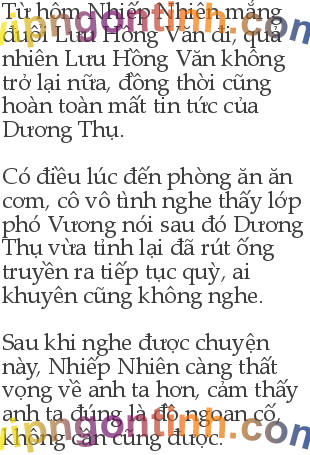 Từ hôm Nhiếp Nhiên mắng
đuổi Lưu Hồng Văn đi, quả
nhiên Lưu Hồng Văn không
trở lại nữa, đồng thời cũng
hoàn toàn mất tin tức của
Dương Thụ.
Có điều lúc đến phòng ăn ăn
cơm, cô vô tình nghe thấy lớp
phó Vương nói sau đó Dương
Thụ vừa tỉnh lại đã rút ống
truyền ra tiếp tục quỳ, ai
khuyên cũng không nghe.
Sau khi nghe được chuyện
này, Nhiếp Nhiên càng thất
vọng về anh ta hơn, cảm thấy
anh ta đúng là đồ ngoan cố,
không cần cũng được.
vipngontinh.com
vipngontinh.com